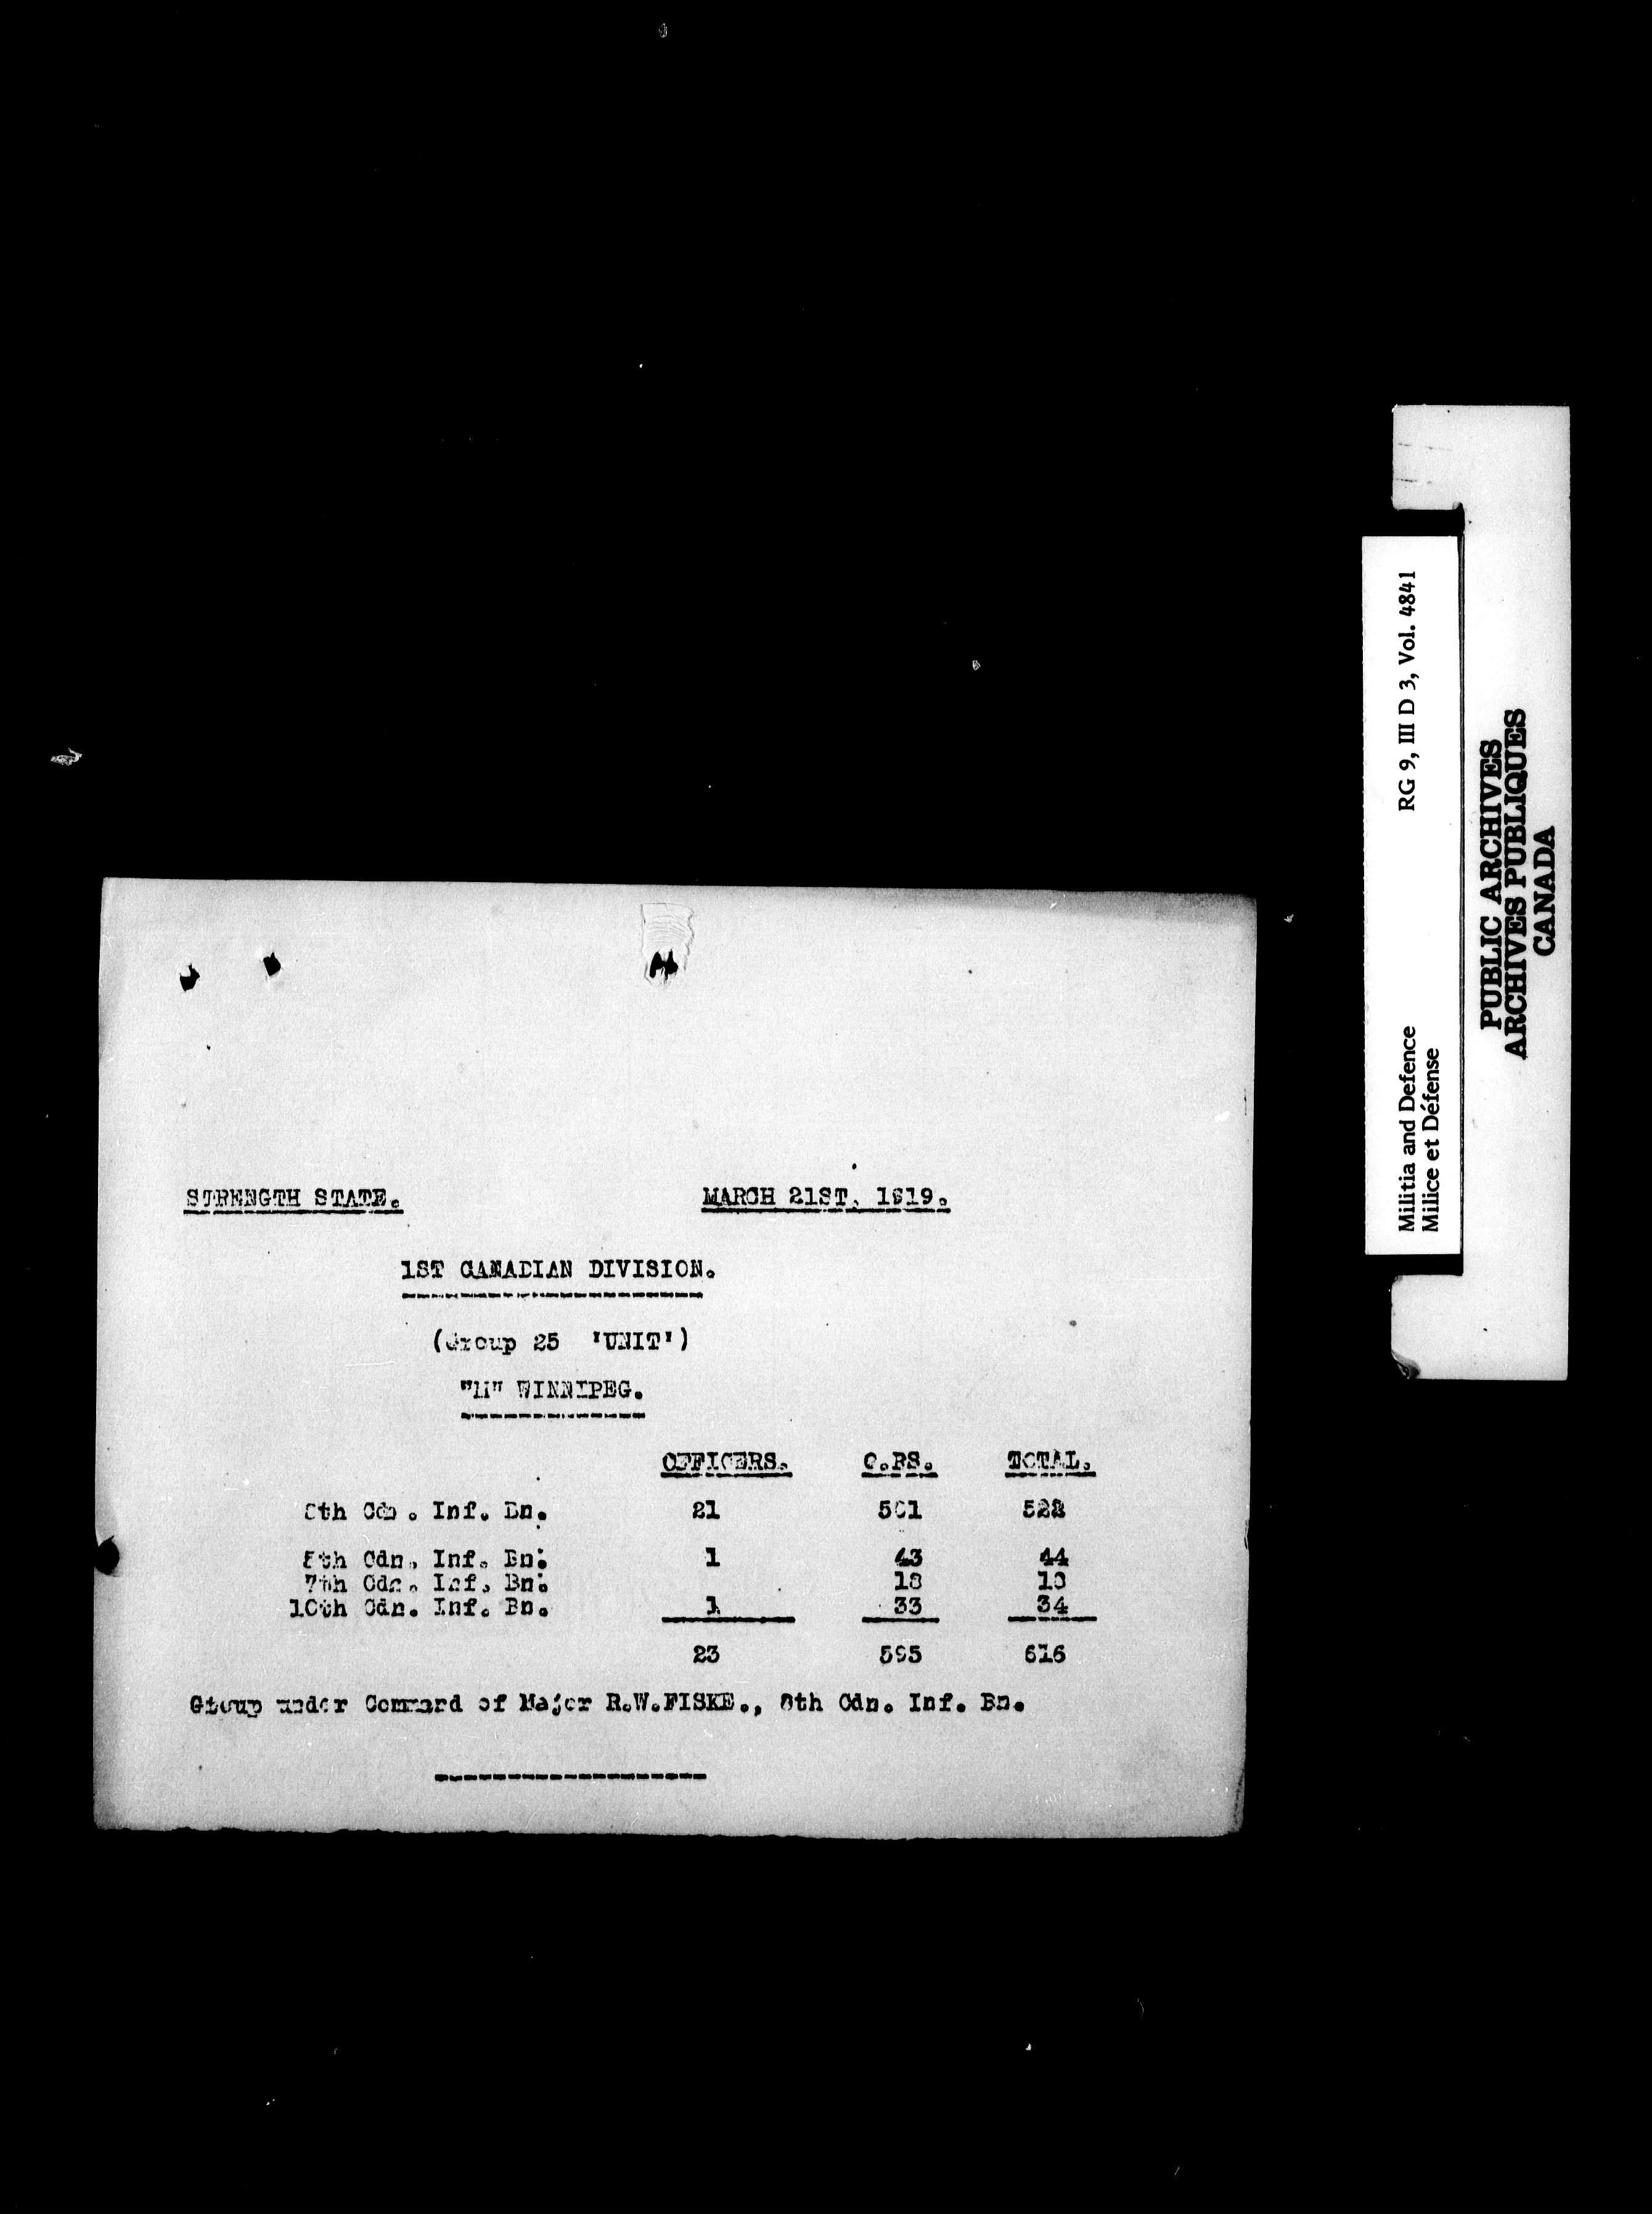 STRENGTH STATE. MARCH 21ST, 1919.
1ST CANADIAN DIVISION.
(Group 25 'UNIT')
"11" WINNIPEG.
OFFICERS. O.RS. TOTAL.
8th Cdn. Inf. Bn. 21 501 522
5th Cdn. Inf. Bn. 1 43 44
7th Cdn. Inf. Bn. 18 18
10th Cdn. Inf. Bn. 1 33 34
23 595 616
Group under Command of Major R.W.FISKE., 8th Cdn. Inf. Bn.
Militia and Defence RG 9, III D 3, Vol. 4841
Milice et Défense
PUBLIC ARCHIVES
ARCHIVES PUBLIQUES
CANADA